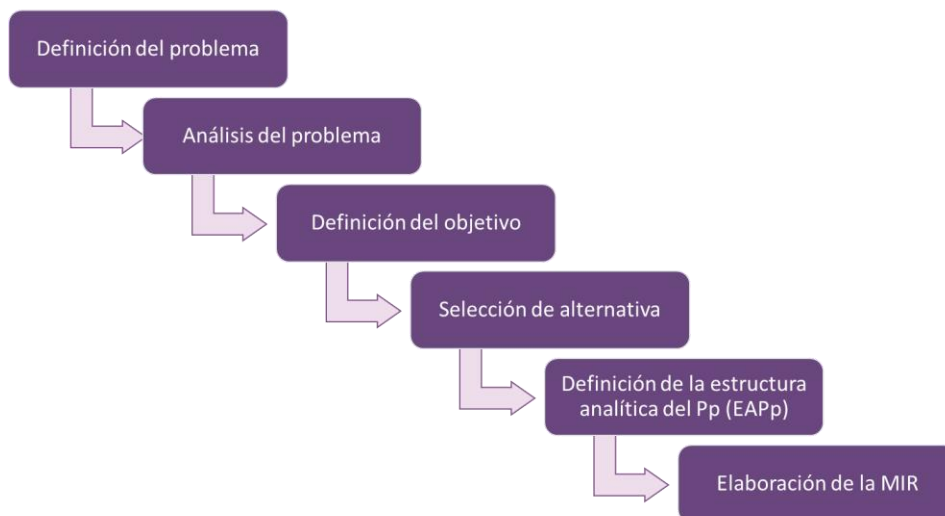 Definición del problema
Análisis del problema
Definición del objetivo
Selección de alternativa
Definición de la estructura
analítica del Pp (EAPp)
Elaboración de la MIR